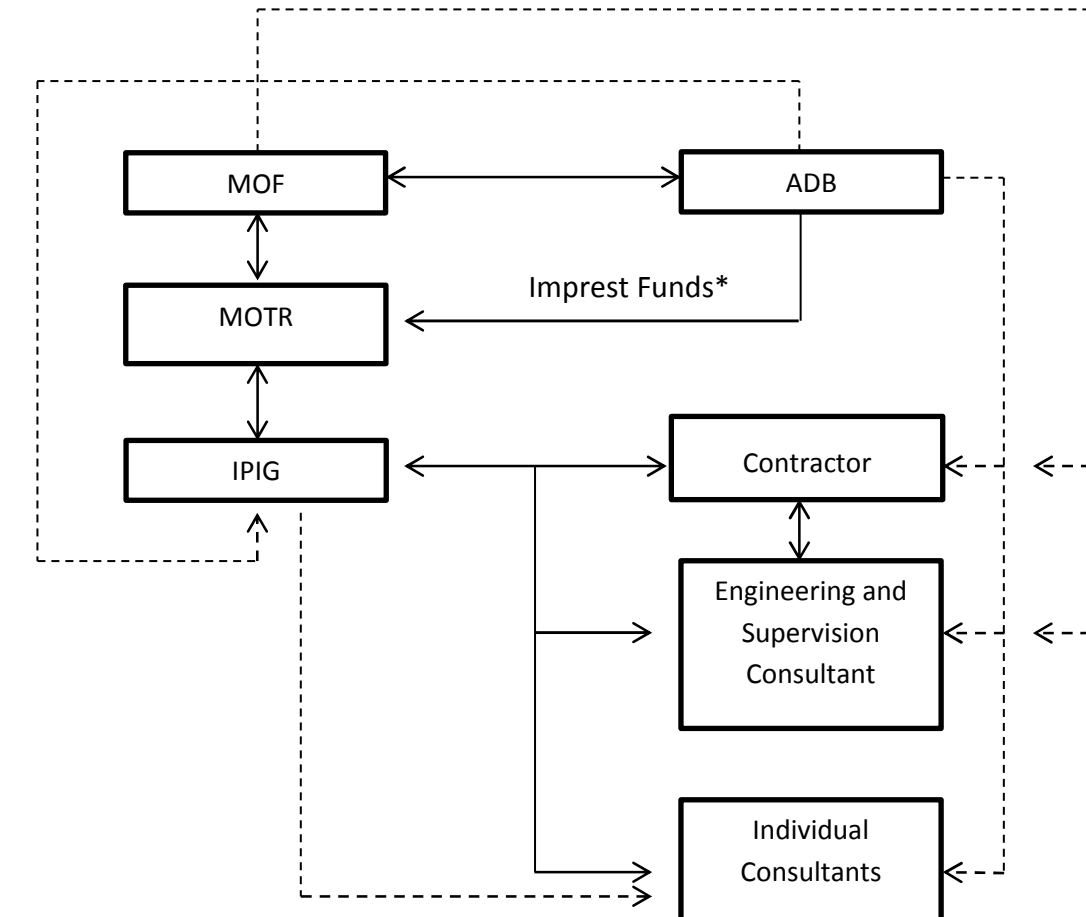 MOF
ADB
Imprest Funds*
MOTR
IPIG
Contractor
Engineering and
Supervision
Consultant
Individual
Consultants